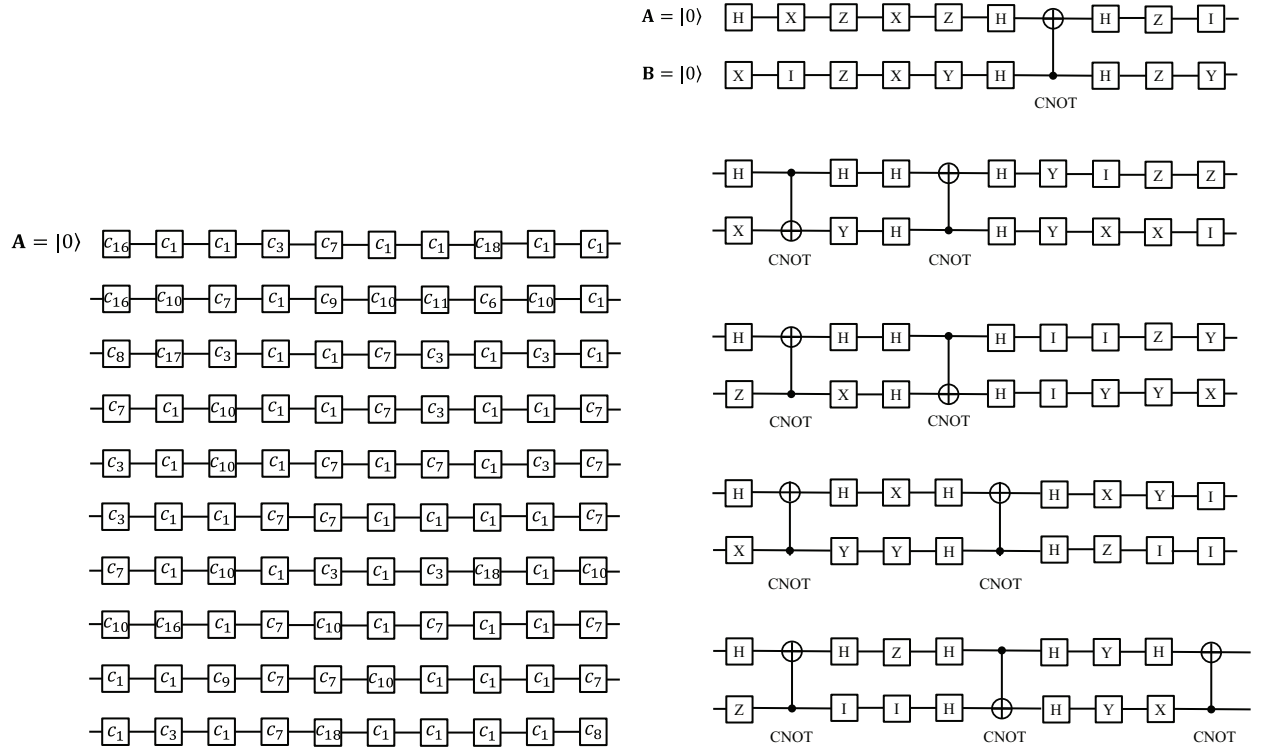 A = |0⟩ H X Z X Z H H Z I
B = |0⟩ X I Z X Y H H Z Y
CNOT
H H H H Y I Z Z
X Y H H Y X X I
CNOT CNOT
A = |0⟩ C16 C1 C1 C3 C7 C1 C1 C18 C1 C1
C16 C10 C7 C1 C9 C10 C11 C6 C10 C1
C8 C17 C3 C1 C1 C7 C3 C1 C3 C1
C7 C1 C10 C1 C1 C7 C3 C1 C1 C7
C3 C1 C10 C1 C7 C1 C7 C1 C3 C7
C3 C1 C1 C7 C7 C1 C1 C1 C1 C7
C7 C1 C10 C1 C3 C1 C3 C18 C1 C10
C10 C16 C1 C7 C10 C1 C7 C1 C1 C7
C1 C1 C9 C7 C7 C10 C1 C1 C1 C7
C1 C3 C1 C7 C18 C1 C1 C1 C1 C8
H H H H I I Z Y
Z X H H I Y Y X
CNOT CNOT
H H X H H X Y I
X Y Y H H Z I I
CNOT CNOT
H H Z H H Y H
Z I I H H Y X
CNOT CNOT CNOT